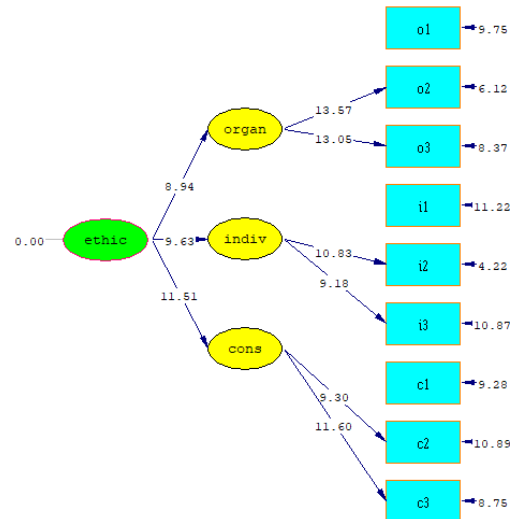 o1
9.75
o2
6.12
13.57
organ
13.05
o3
8.37
8.94
i1
11.22
0.00
ethic
9.63
indiv
10.83
i2
4.22
9.18
11.51
i3
10.87
cons
c1
9.28
9.30
11.60
c2
10.89
c3
8.75